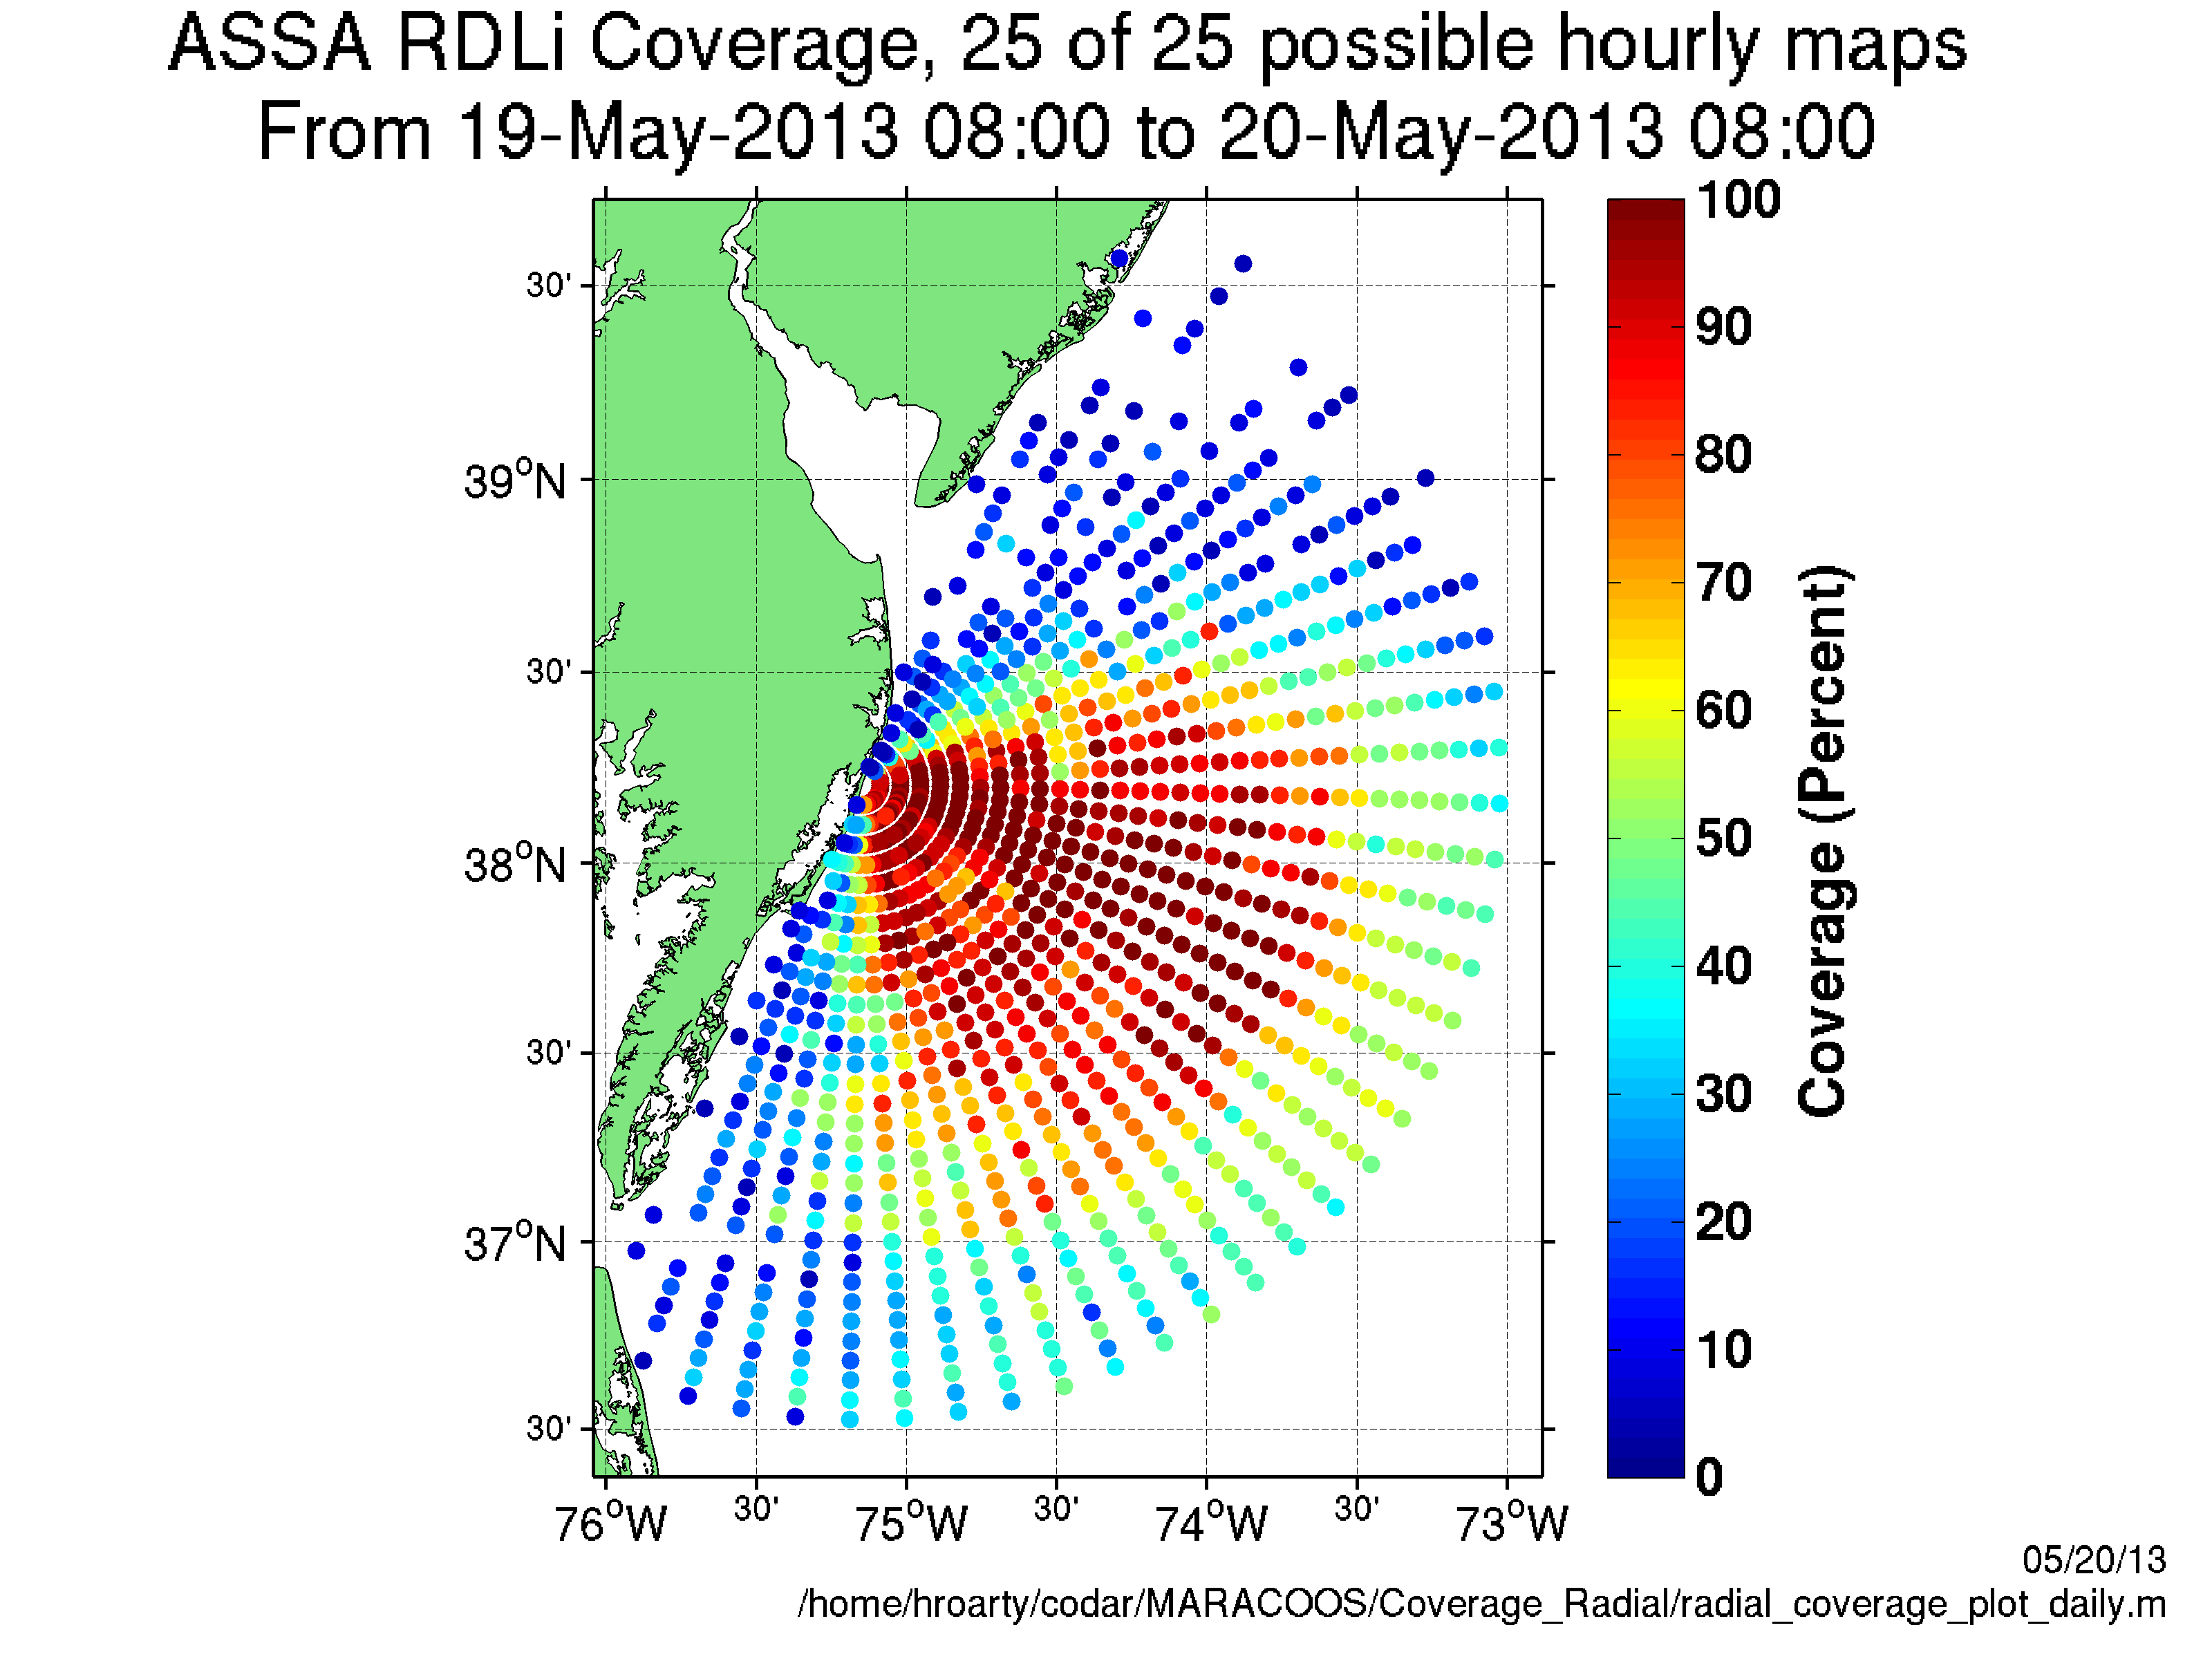 ASSA RDLi Coverage, 25 of 25 possible hourly maps
From 19-May-2013 08:00 to 20-May-2013 08:00
30'
39°N
30'
38°N
30'
37°N
30'
76°W
30'
75°W
30'
74°W
30'
73°W
100
90
80
70
60
50
40
30
20
10
0
Coverage (Percent)
05/20/13
/home/hroarty/codar/MARACOOS/Coverage_Radial/radial_coverage_plot_daily.m